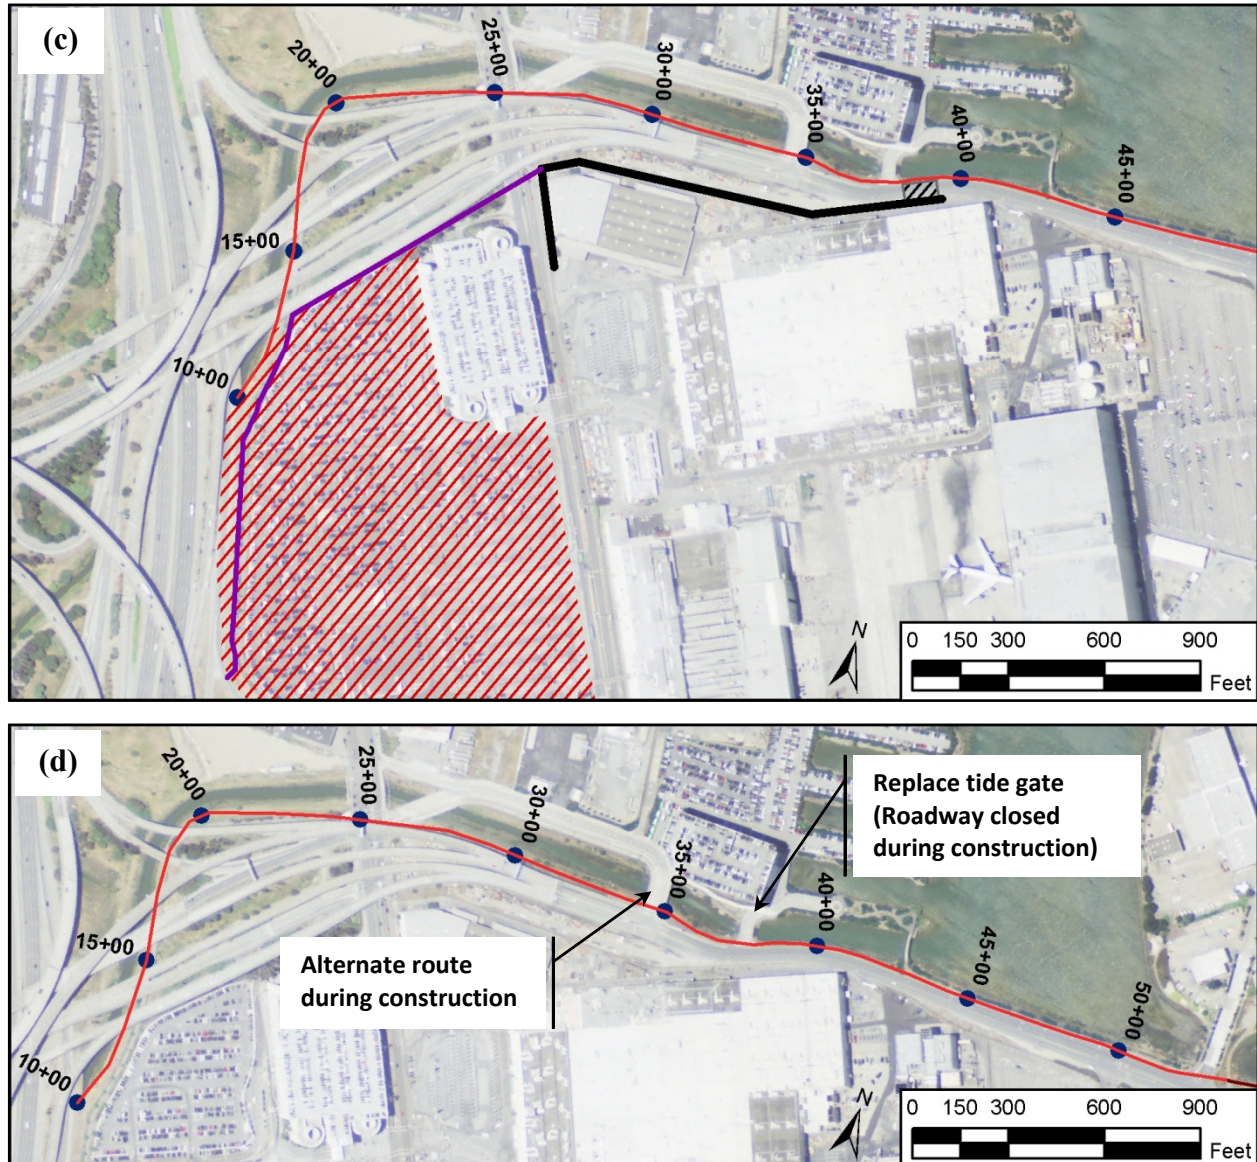 (c)
20+00
25+00
30+00
35+00
40+00
45+00
15+00
10+00
N
0 150 300 600 900
Feet
(d)
20+00
25+00
30+00
35+00
40+00
45+00
50+00
15+00
10+00
Replace tide gate
(Roadway closed
during construction)
Alternate route
during construction
N
0 150 300 600 900
Feet